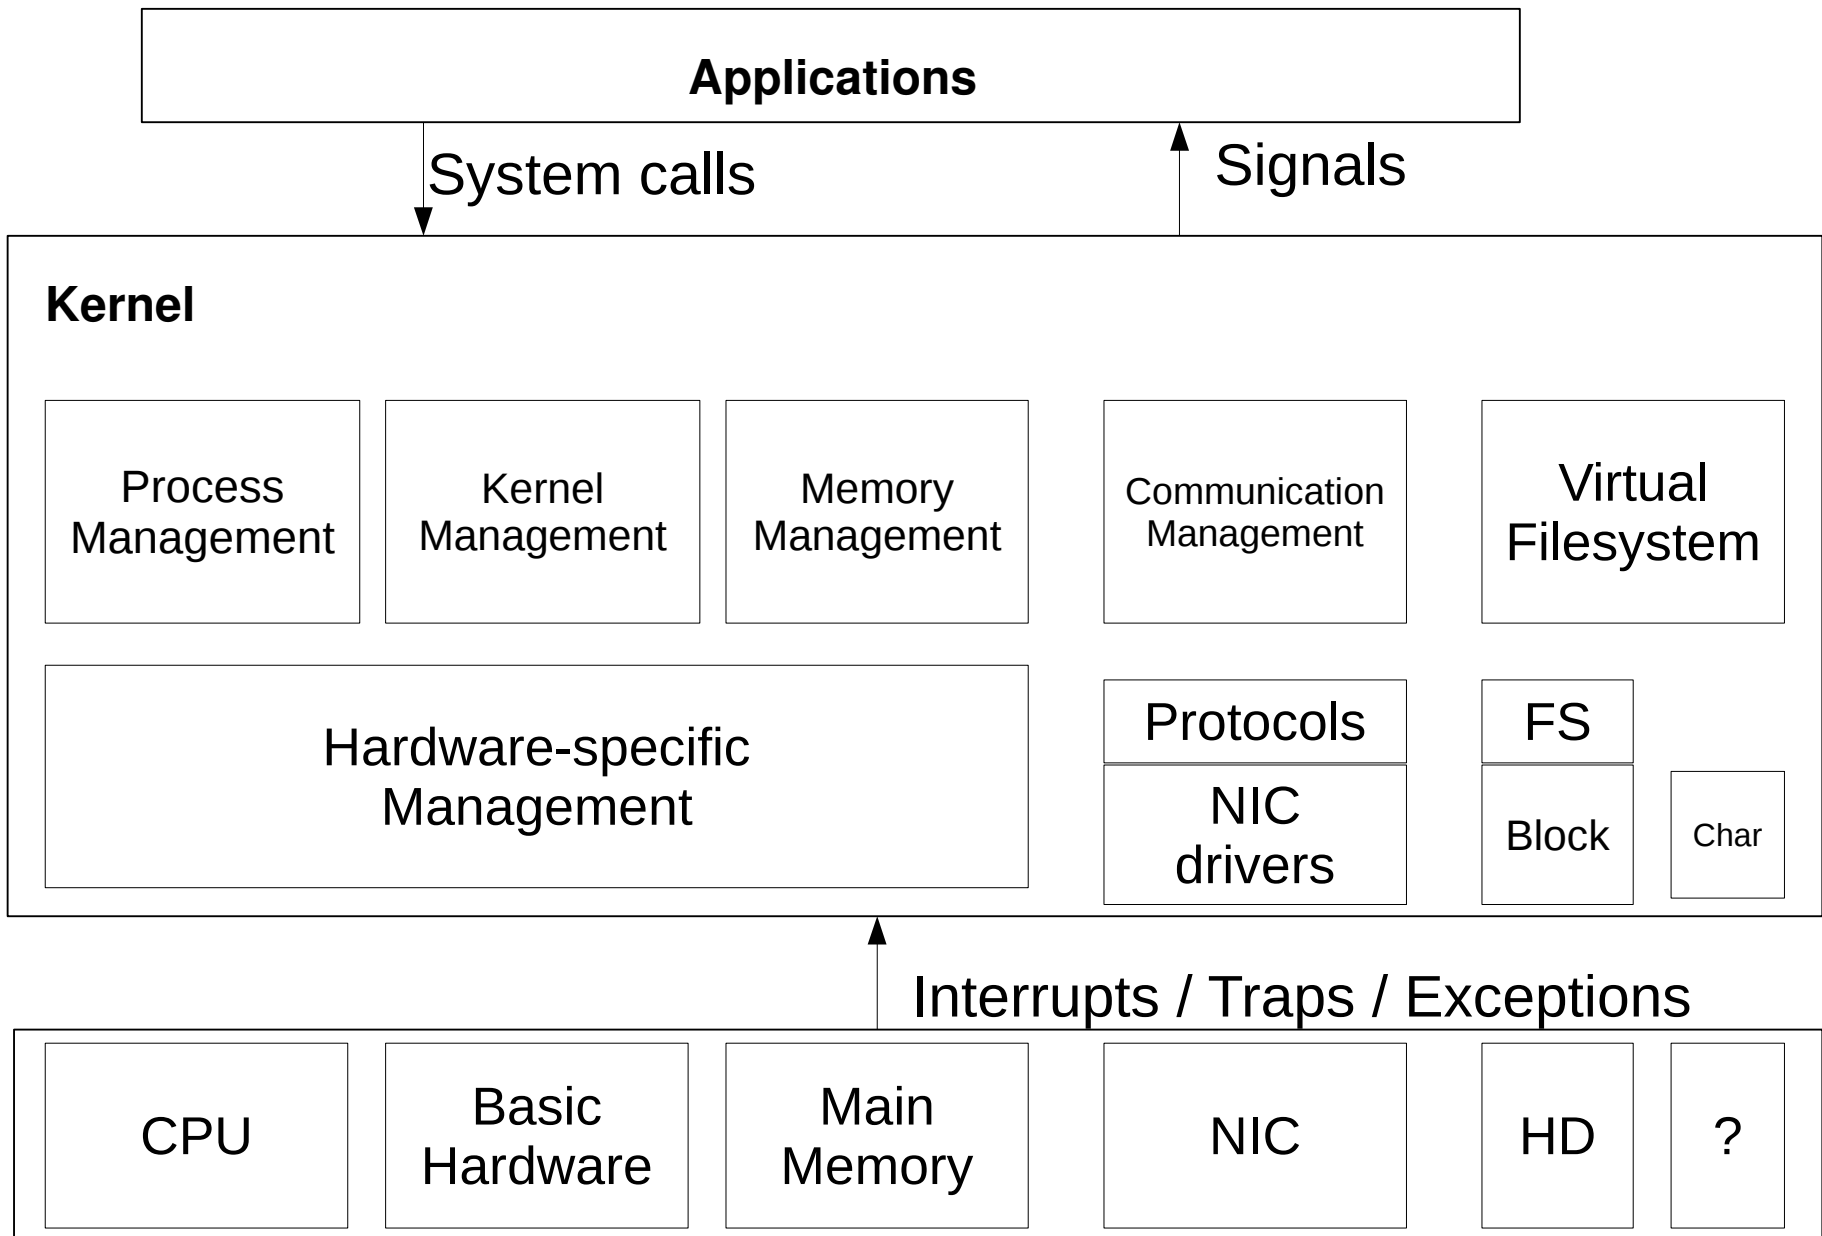 Applications
System calls
Signals
Kernel
Process
Management
Kernel
Management
Memory
Management
Communication
Management
Virtual
Filesystem
Hardware-specific
Management
Protocols
NIC
drivers
FS
Block
Char
Interrupts / Traps / Exceptions
CPU
Basic
Hardware
Main
Memory
NIC
HD
?